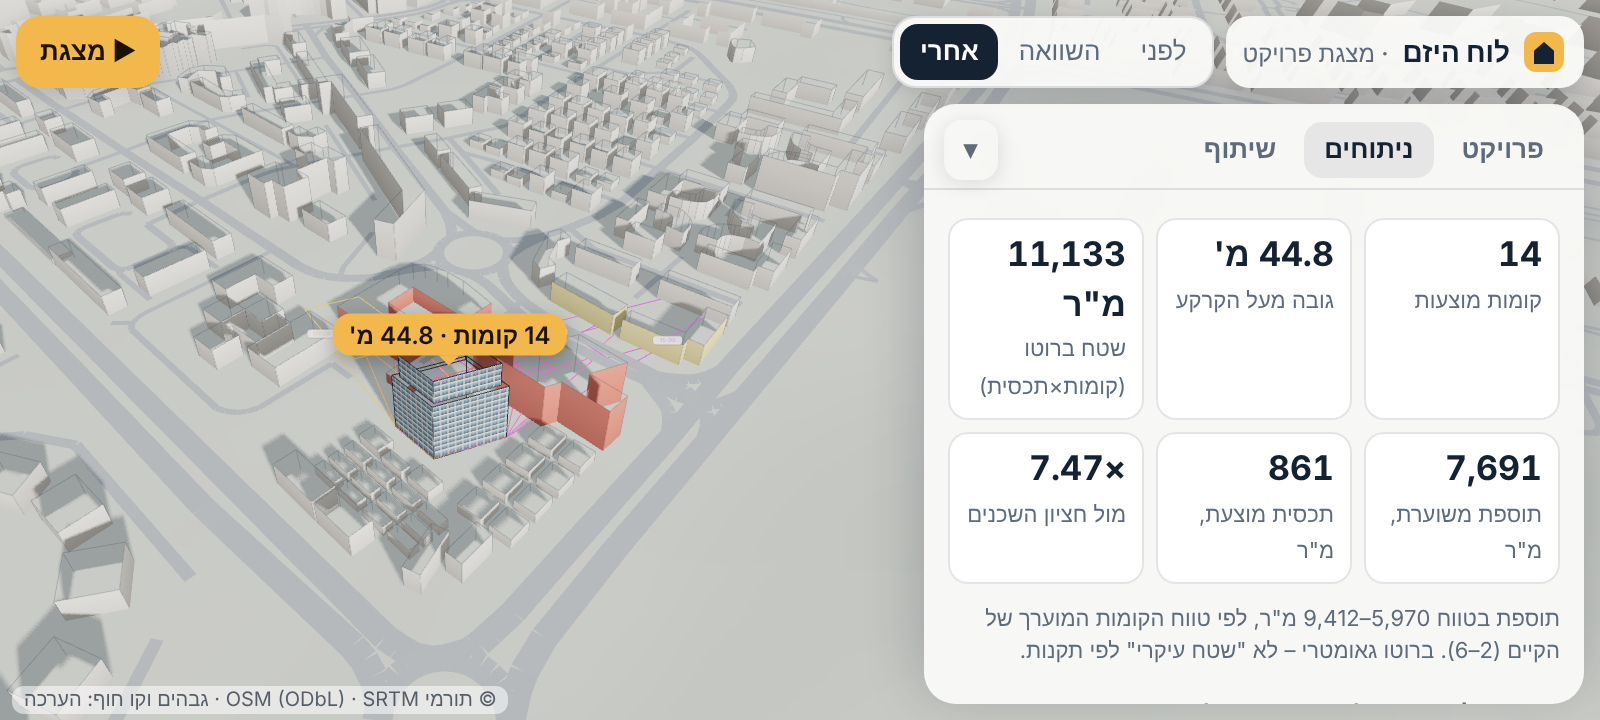 לוח היזם · מצגת פרויקט
לפני
השוואה
אחרי
▶ מצגת
פרויקט
ניתוחים
שיתוף
▼
14
קומות מוצעות
44.8 מ'
גובה מעל הקרקע
11,133
מ"ר
שטח ברוטו
(קומות×תכסית)
7,691
תוספת משוערת,
מ"ר
861
תכסית מוצעת,
מ"ר
×7.47
מול חציון השכנים
תוספת בטווח 5,970–9,412 מ"ר, לפי טווח הקומות המוערך של
הקיים (2–6). ברוטו גאומטרי – לא "שטח עיקרי" לפי תקנות.
14 קומות · 44.8 מ'
© תורמי OSM (ODbL) · SRTM · גבהים וקו חוף: הערכה